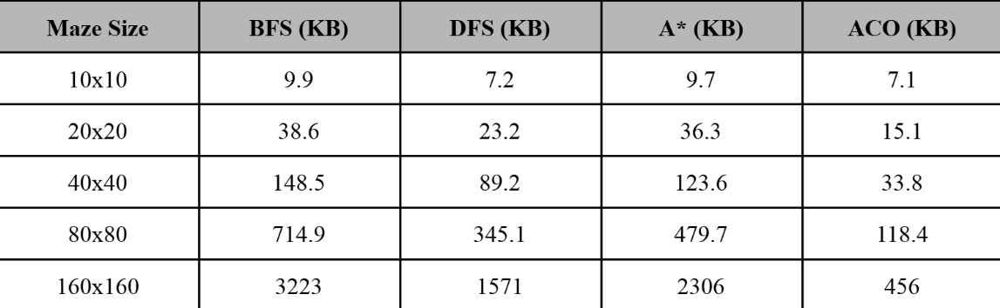 Maze Size BFS (KB) DFS (KB) A* (KB) ACO (KB)
10x10 9.9 7.2 9.7 7.1
20x20 38.6 23.2 36.3 15.1
40x40 148.5 89.2 123.6 33.8
80x80 714.9 345.1 479.7 118.4
160x160 3223 1571 2306 456